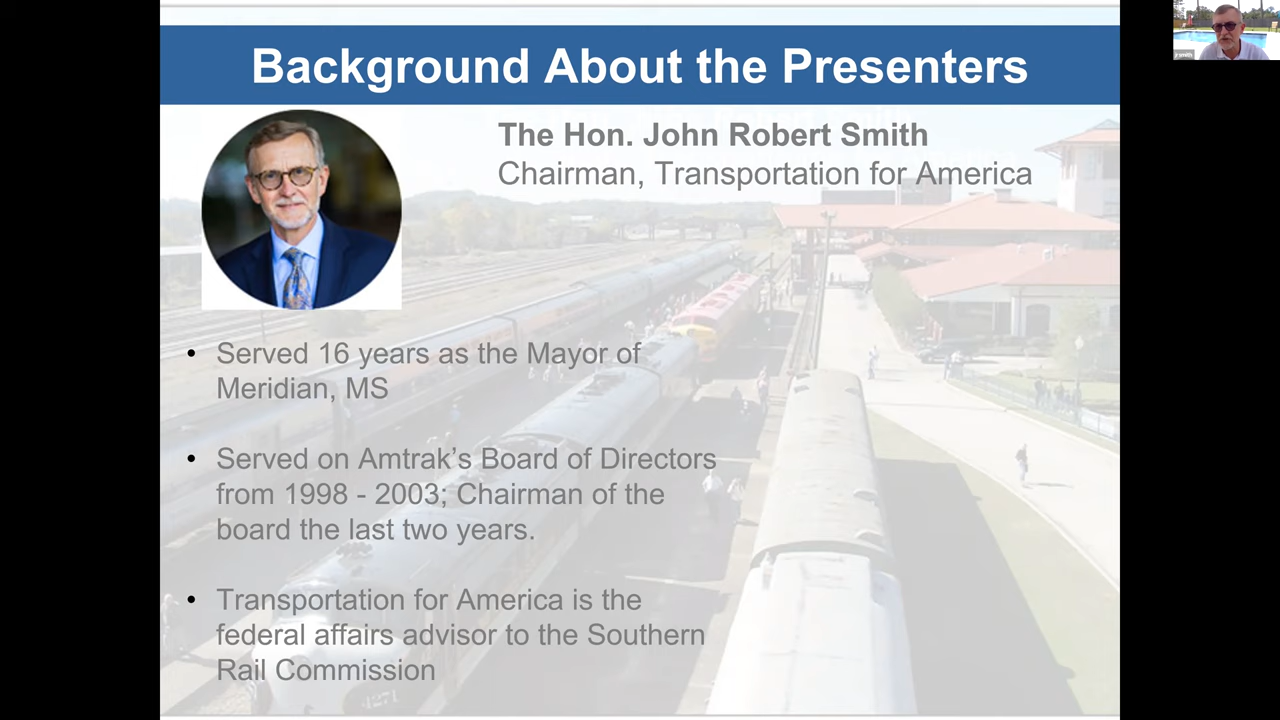 Background About the Presenters
The Hon. John Robert Smith
Chairman, Transportation for America
• Served 16 years as the Mayor of
Meridian, MS
• Served on Amtrak’s Board of Directors
from 1998 - 2003; Chairman of the
board the last two years.
• Transportation for America is the
federal affairs advisor to the Southern
Rail Commission
4271